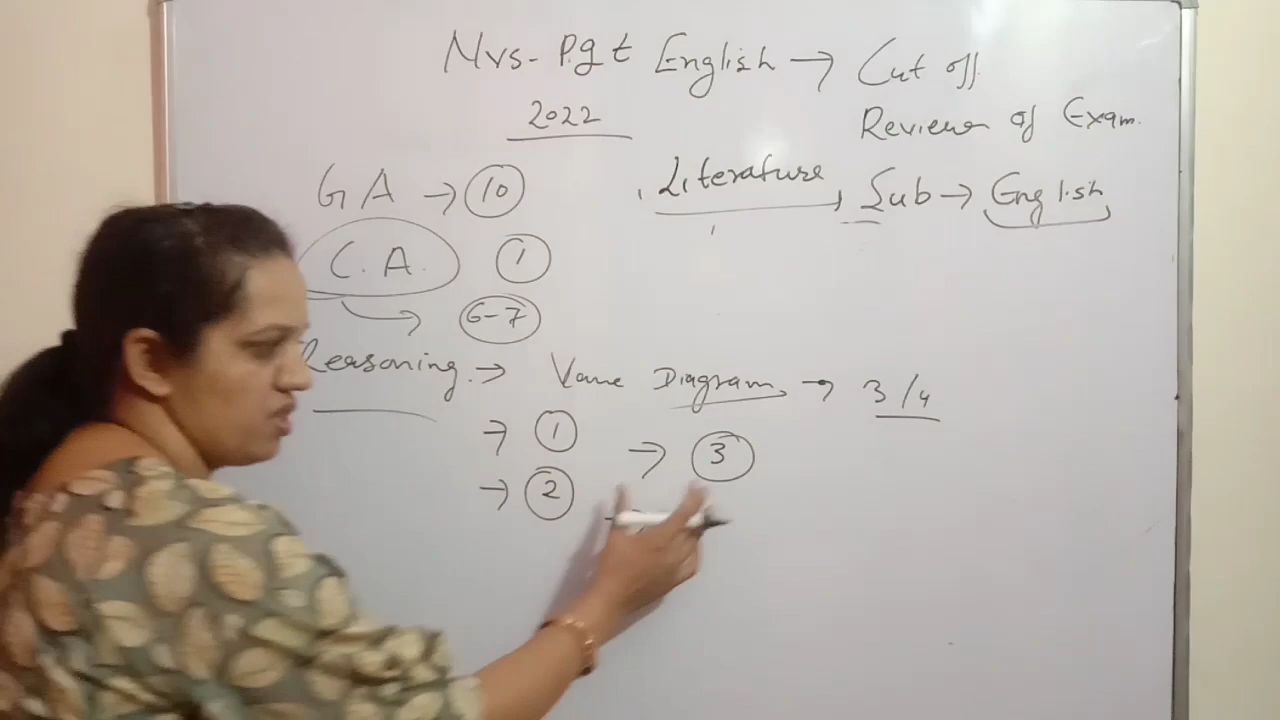 Nvs-Pgt English → Cut off
2022
Review of Exam.
GA → 10
Literature, Sub → English
C.A. 1
→ 6-7
Reasoning. → Vane Diagram → 3/4
→ 1
→ 3
→ 2